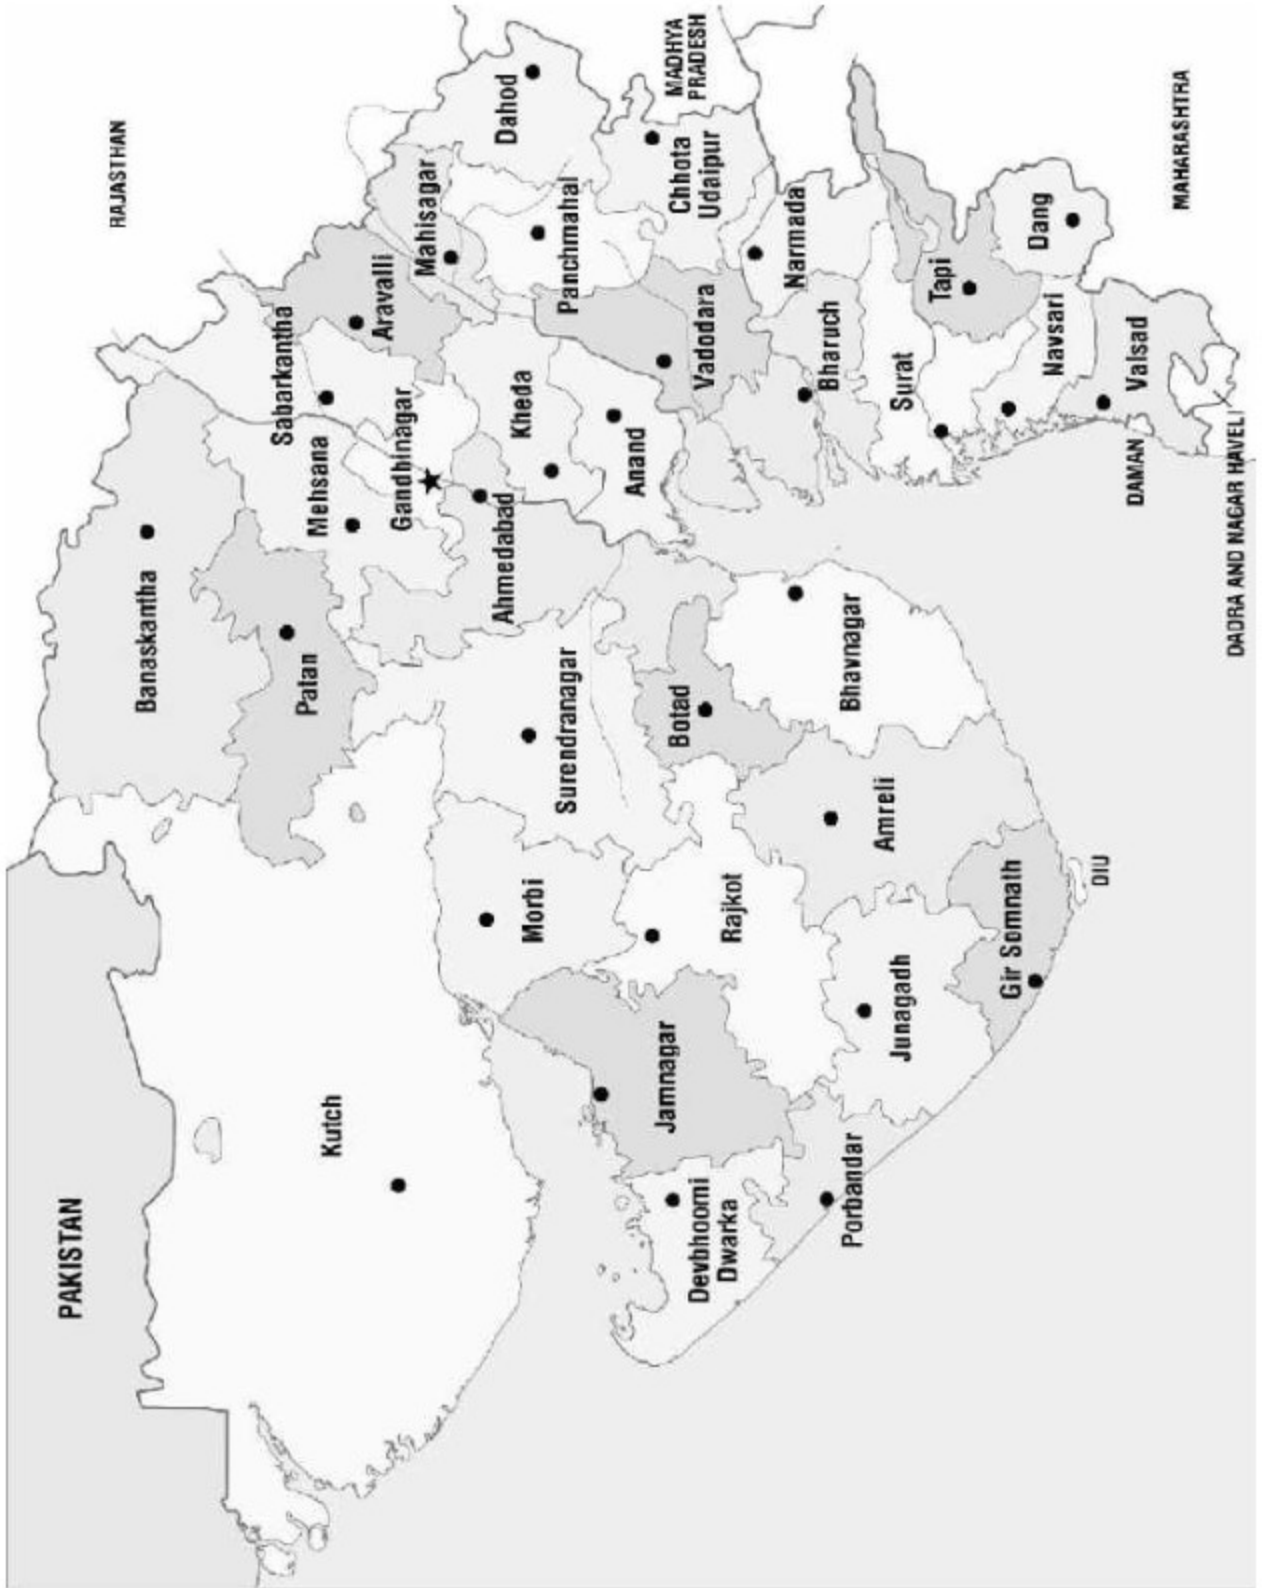 PAKISTAN
RAJASTHAN
Banaskantha
Patan
Kutch
Mehsana
Sabarkantha
Aravalli
Gandhinagar
Mahisagar
Dahod
Ahmedabad
Kheda
Panchmahal
Surendranagar
Morbi
Anand
Vadodara
Chhota
Udaipur
MADHYA
PRADESH
Jamnagar
Rajkot
Botad
Devbhoomi
Dwarka
Porbandar
Junagadh
Amreli
Bhavnagar
Bharuch
Narmada
Surat
Tapi
Gir Somnath
DIU
Navsari
Dang
Valsad
DAMAN
MAHARASHTRA
DADRA AND NAGAR HAVELI